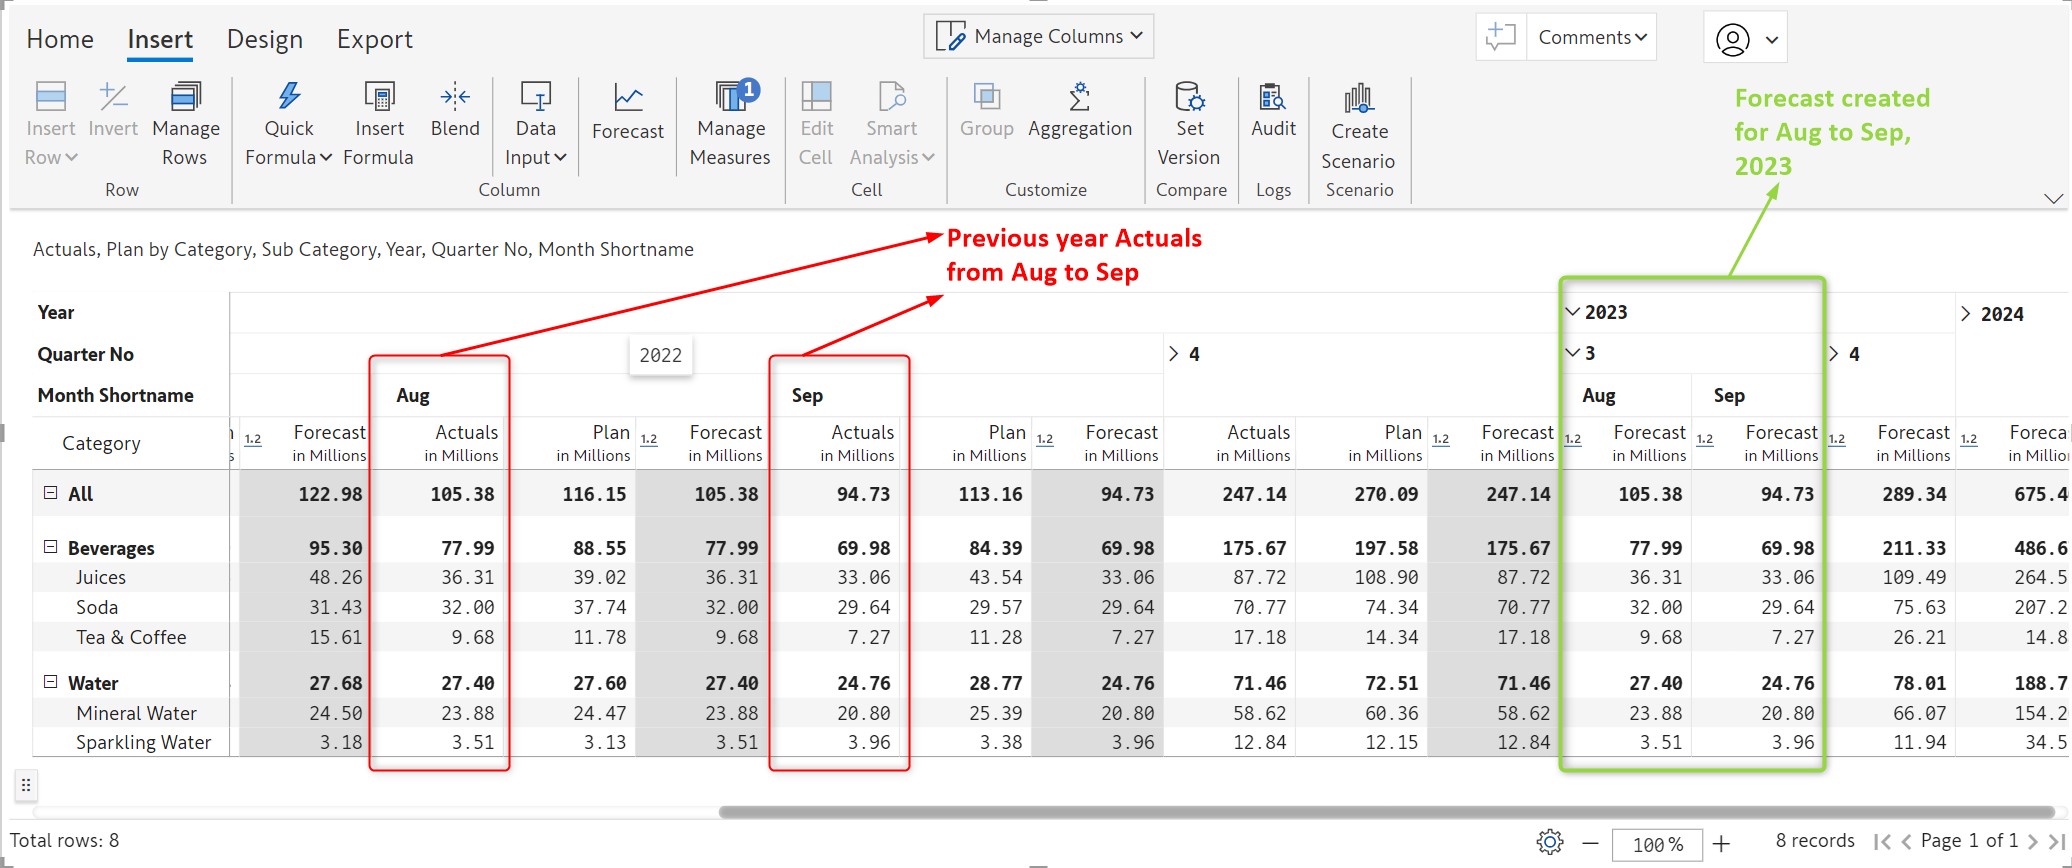 Home Insert Design Export Manage Columns Comments
Insert Row Invert Manage Rows Quick Formula Insert Formula Blend Data Input Forecast Manage Measures 1 Edit Cell Smart Analysis Group Aggregation Set Version Audit Create Scenario
Row Column Cell Customize Compare Logs Scenario
Forecast created
for Aug to Sep,
2023
Actuals, Plan by Category, Sub Category, Year, Quarter No, Month Shortname
Previous year Actuals
from Aug to Sep
Year 2023 2024
Quarter No 2022 4 3 4
Month Shortname Aug Sep Aug Sep
Category 1.2 Forecast Actuals Plan 1.2 Forecast Actuals Plan 1.2 Forecast Actuals Plan 1.2 Forecast 1.2 Forecast 1.2 Forecast 1.2 Forecast 1.2 Foreca
in Millions in Millions in Millions in Millions in Millions in Millions in Millions in Millions in Millions in Millions in Millions in Millions in Millions in Millio
All 122.98 105.38 116.15 105.38 94.73 113.16 94.73 247.14 270.09 247.14 105.38 94.73 289.34 675.4
Beverages 95.30 77.99 88.55 77.99 69.98 84.39 69.98 175.67 197.58 175.67 77.99 69.98 211.33 486.6
Juices 48.26 36.31 39.02 36.31 33.06 43.54 33.06 87.72 108.90 87.72 36.31 33.06 109.49 264.5
Soda 31.43 32.00 37.74 32.00 29.64 29.57 29.64 70.77 74.34 70.77 32.00 29.64 75.63 207.2
Tea & Coffee 15.61 9.68 11.78 9.68 7.27 11.28 7.27 17.18 14.34 17.18 9.68 7.27 26.21 14.8
Water 27.68 27.40 27.60 27.40 24.76 28.77 24.76 71.46 72.51 71.46 27.40 24.76 78.01 188.7
Mineral Water 24.50 23.88 24.47 23.88 20.80 25.39 20.80 58.62 60.36 58.62 23.88 20.80 66.07 154.2
Sparkling Water 3.18 3.51 3.13 3.51 3.96 3.38 3.96 12.84 12.15 12.84 3.51 3.96 11.94 34.5
Total rows: 8 100 % 8 records Page 1 of 1